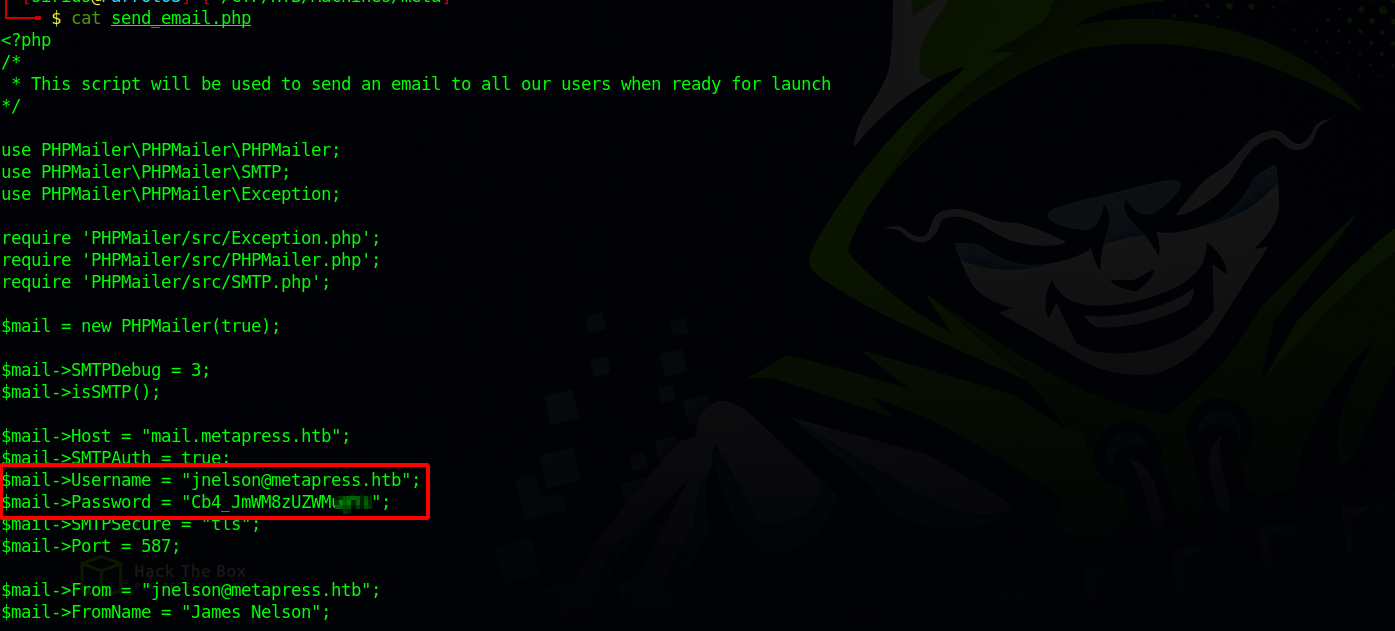 $ cat send_email.php
<?php
/*
 * This script will be used to send an email to all our users when ready for launch
*/
use PHPMailer\PHPMailer\PHPMailer;
use PHPMailer\PHPMailer\SMTP;
use PHPMailer\PHPMailer\Exception;
require 'PHPMailer/src/Exception.php';
require 'PHPMailer/src/PHPMailer.php';
require 'PHPMailer/src/SMTP.php';
$mail = new PHPMailer(true);
$mail->SMTPDebug = 3;
$mail->isSMTP();
$mail->Host = "mail.metapress.htb";
$mail->SMTPAuth = true;
$mail->Username = "jnelson@metapress.htb";
$mail->Password = "Cb4_JmWM8zUZWMu";
$mail->SMTPSecure = "tls";
$mail->Port = 587;
Hack The Box
$mail->From = "jnelson@metapress.htb";
$mail->FromName = "James Nelson";